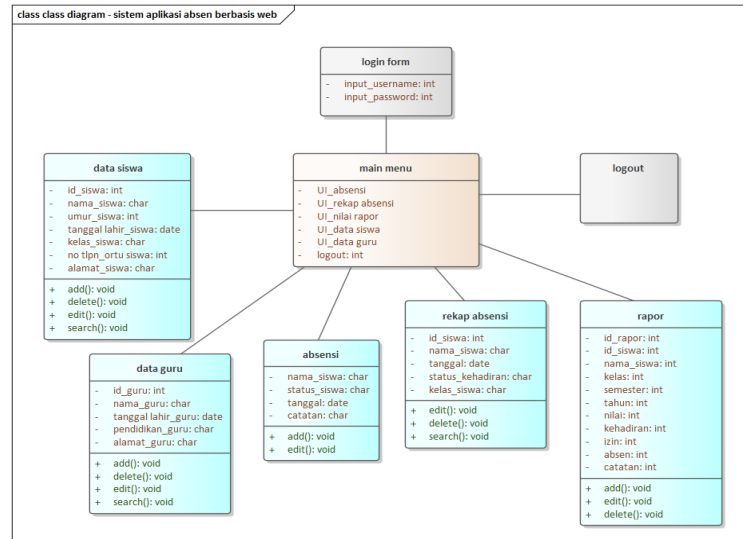 class class diagram - sistem aplikasi absen berbasis web
login form
- input_username: int
- input_password: int
data siswa
- id_siswa: int
- nama_siswa: char
- umur_siswa: int
- tanggal lahir_siswa: date
- kelas_siswa: char
- no tlpn_ortu siswa: int
- alamat_siswa: char
+ add(): void
+ delete(): void
+ edit(): void
+ search(): void
main menu
- UI_absensi
- UI_rekap absensi
- UI_nilai rapor
- UI_data siswa
- UI_data guru
- logout: int
logout
data guru
- id_guru: int
- nama_guru: char
- tanggal lahir_guru: date
- pendidikan_guru: char
- alamat_guru: char
+ add(): void
+ delete(): void
+ edit(): void
+ search(): void
absensi
- nama_siswa: char
- status_siswa: char
- tanggal: date
- catatan: char
+ add(): void
+ edit(): void
rekap absensi
- id_siswa: int
- nama_siswa: char
- tanggal: date
- status_kehadiran: char
- kelas_siswa: char
+ edit(): void
+ delete(): void
+ search(): void
rapor
- id_rapor: int
- id_siswa: int
- nama_siswa: int
- kelas: int
- semester: int
- tahun: int
- nilai: int
- kehadiran: int
- izin: int
- absen: int
- catatan: int
+ add(): void
+ edit(): void
+ delete(): void